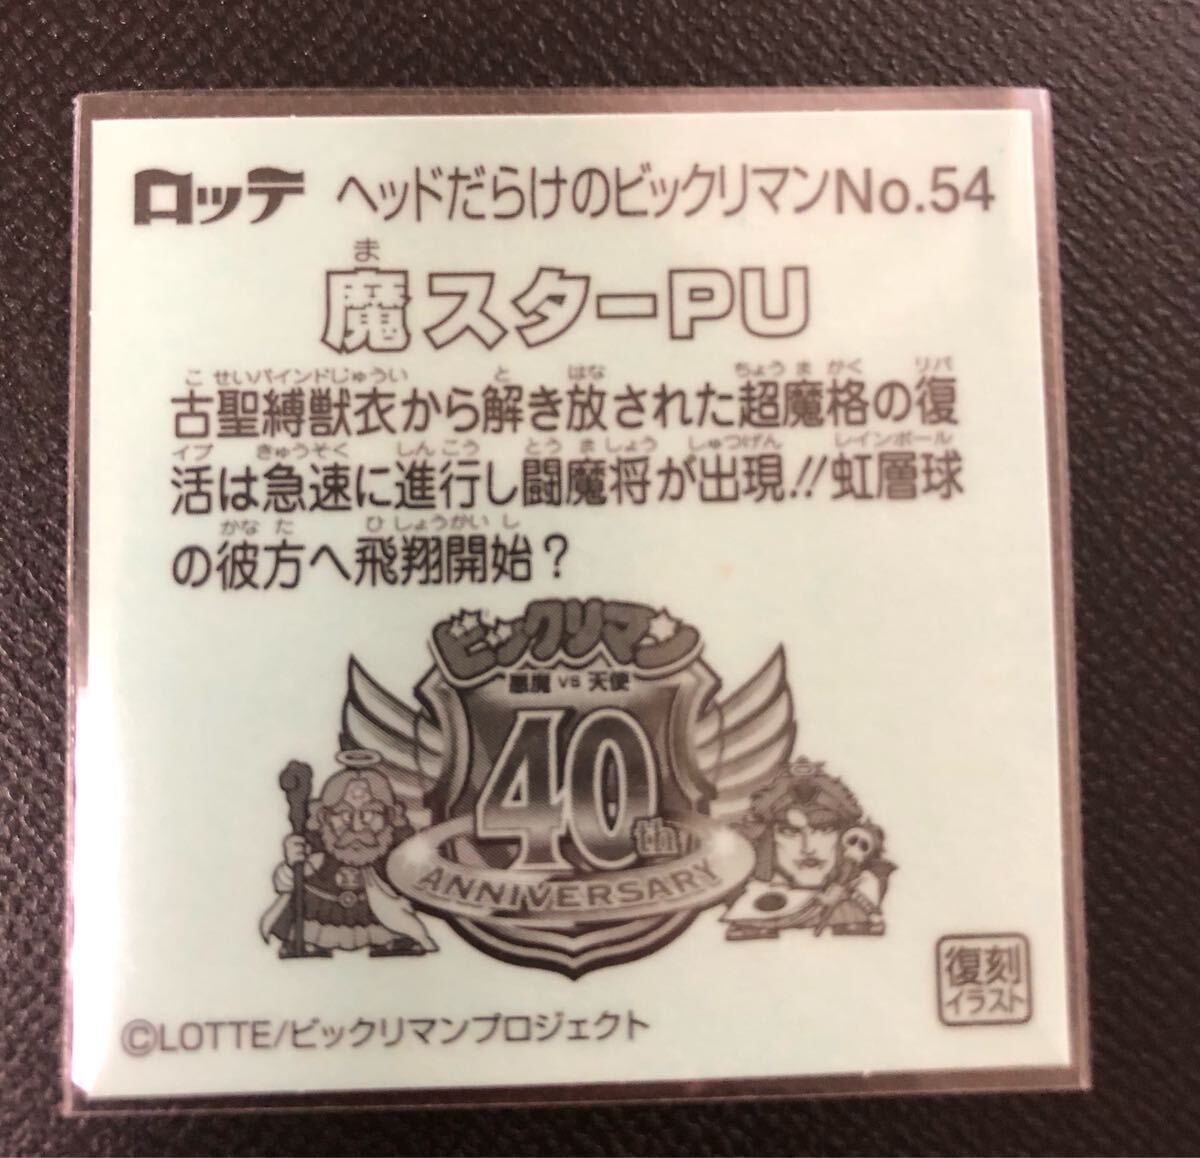 ロッテ ヘッドだらけのビックリマンNo.54
ま
魔スターPU
こ せいバインドじゅうい と はな ちょう ま かく リバ
古聖縛獣衣から解き放された超魔格の復
イブ きゅうそく しんこう とう ま しょう しゅつげん レインボール
活は急速に進行し闘魔将が出現!!虹層球
かな た ひ しょうかい し
の彼方へ飛翔開始?
ビックリマン
悪魔 VS 天使
40th
ANNIVERSARY
復刻
イラスト
©LOTTE/ビックリマンプロジェクト